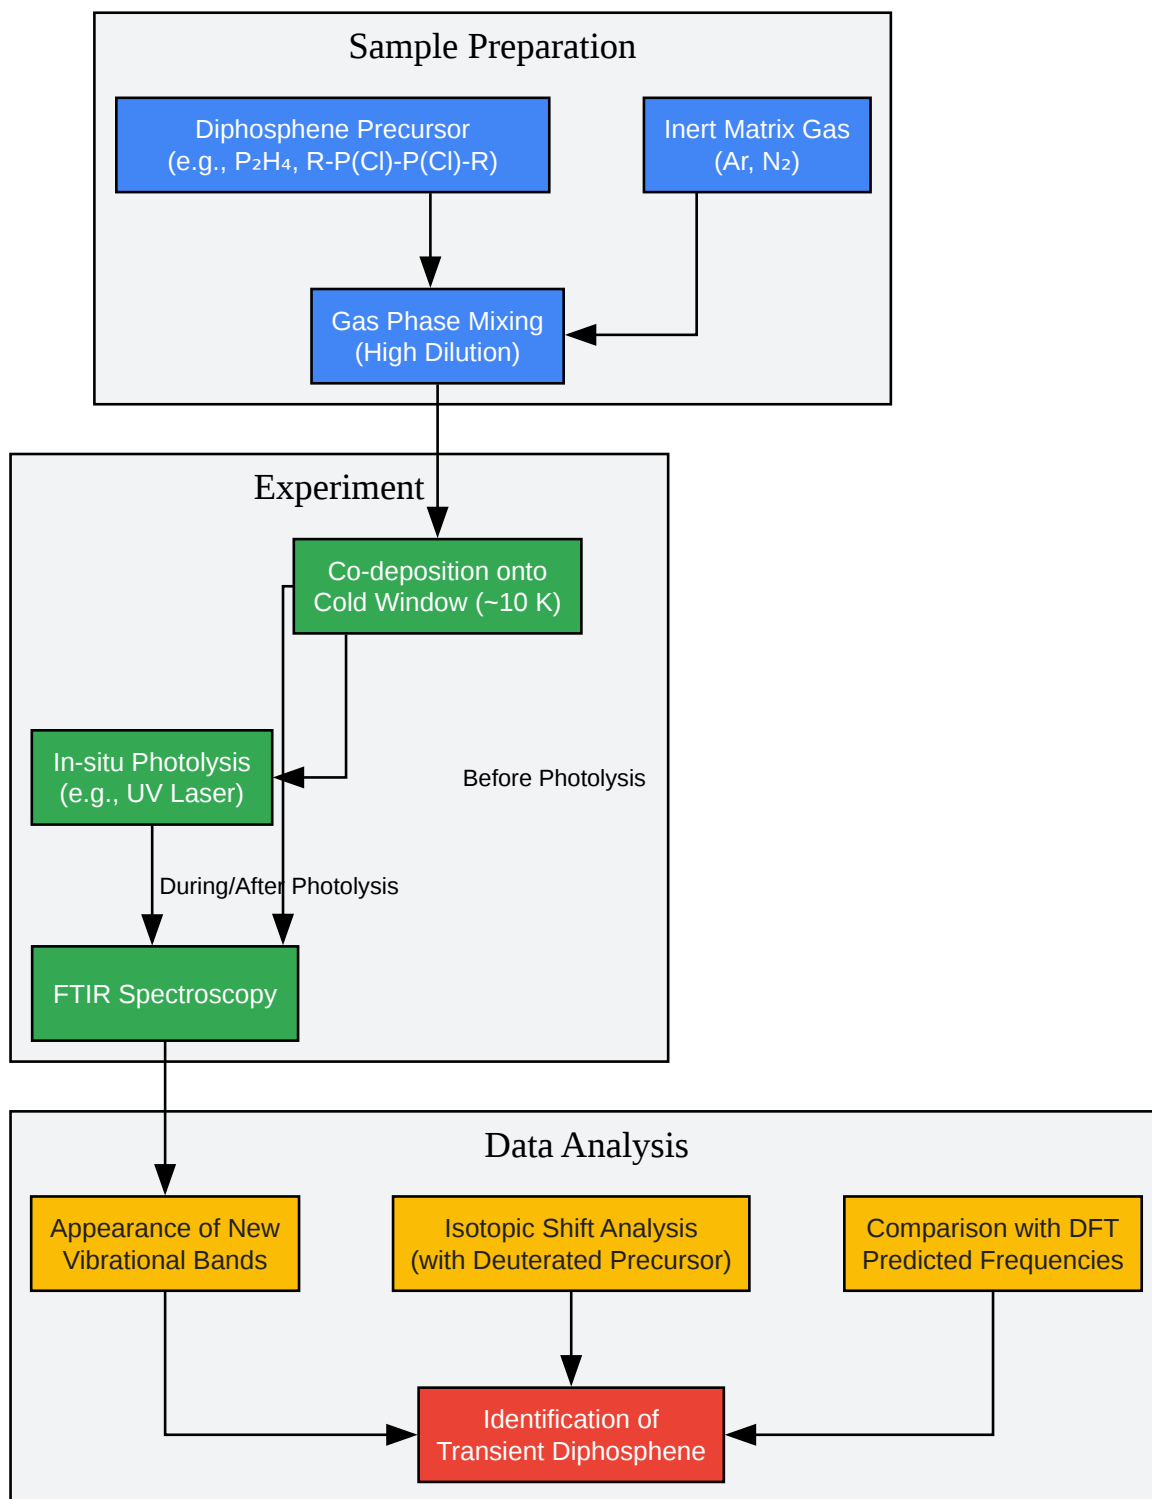 Sample Preparation
Diphosphene Precursor
(e.g., P₂H₄, R-P(Cl)-P(Cl)-R)
Inert Matrix Gas
(Ar, N₂)
Gas Phase Mixing
(High Dilution)
Experiment
Co-deposition onto
Cold Window (~10 K)
In-situ Photolysis
(e.g., UV Laser)
Before Photolysis
During/After Photolysis
FTIR Spectroscopy
Data Analysis
Appearance of New
Vibrational Bands
Isotopic Shift Analysis
(with Deuterated Precursor)
Comparison with DFT
Predicted Frequencies
Identification of
Transient Diphosphene